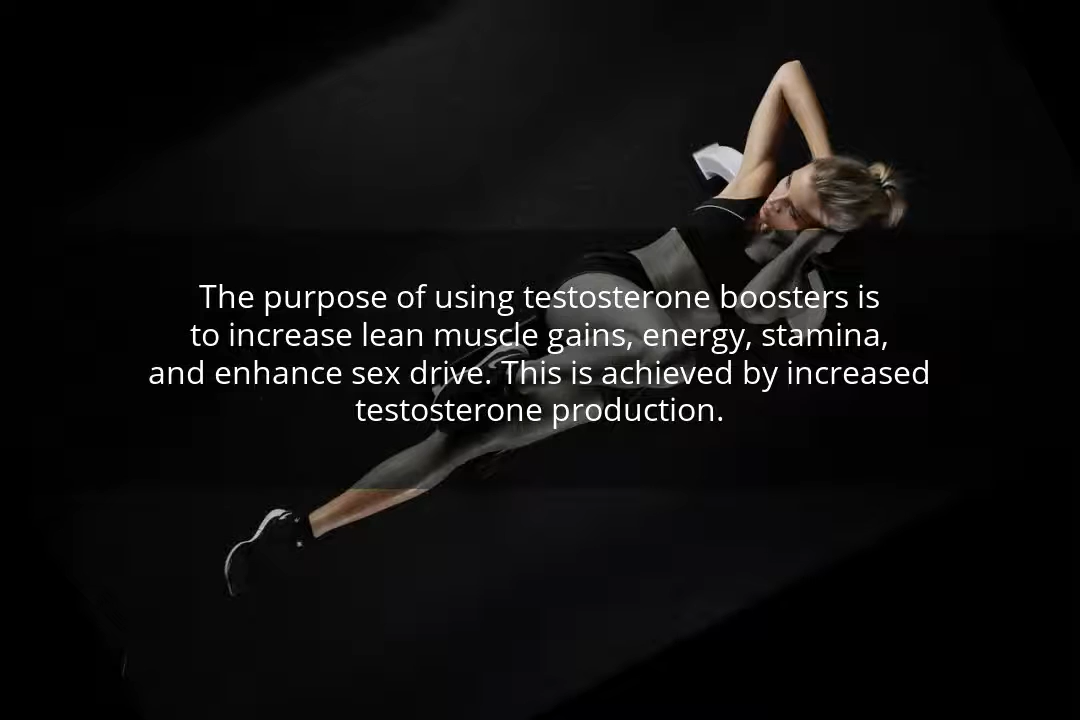 The purpose of using testosterone boosters is
to increase lean muscle gains, energy, stamina,
and enhance sex drive. This is achieved by increased
testosterone production.